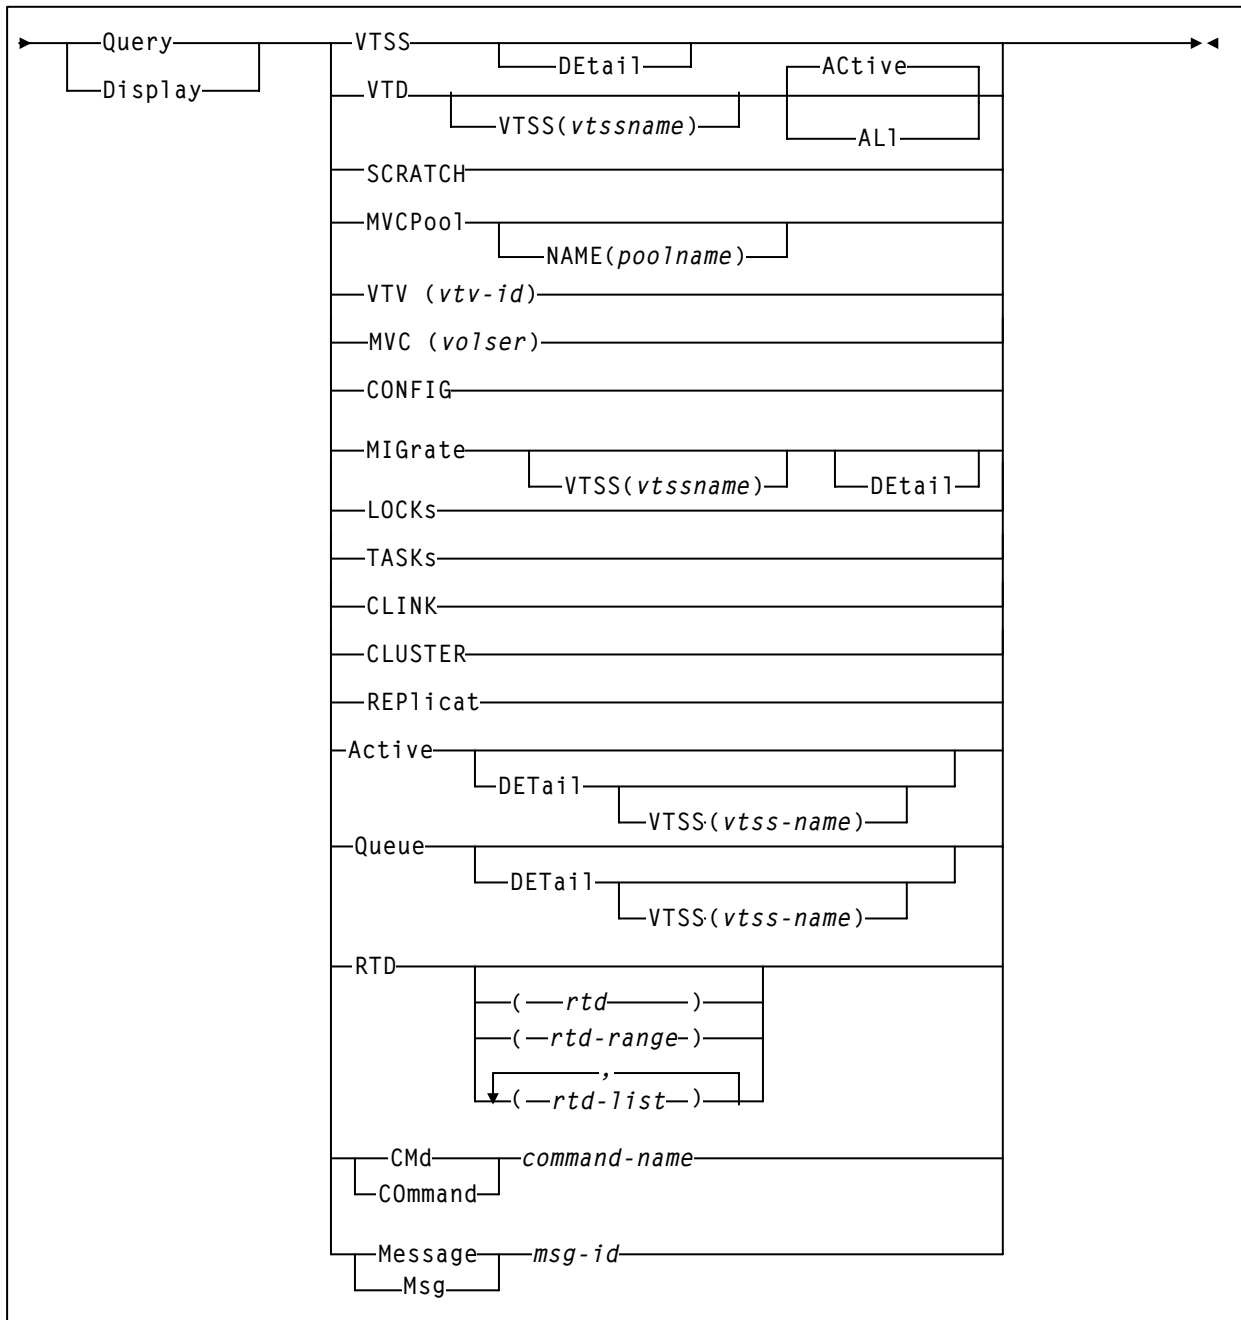 Query VTSS
DEtail ACtive
Display VTD
VTSS(vtssname) ALl
SCRATCH
MVCPool
NAME(poolname)
VTV (vtv-id)
MVC (volser)
CONFIG
MIGrate
VTSS(vtssname) DEtail
LOCKs
TASKs
CLINK
CLUSTER
REPlicat
Active
DETail
VTSS(vtss-name)
Queue
DETail
VTSS(vtss-name)
RTD
( rtd )
( rtd-range )
,
( rtd-list )
CMd command-name
COmmand
Message msg-id
Msg